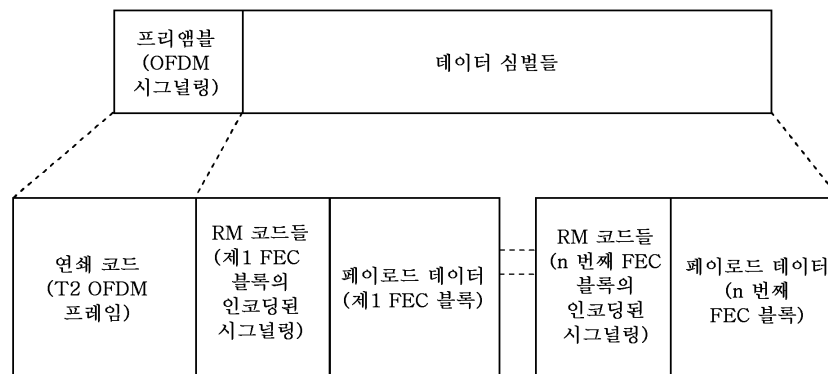 프리앰블
(OFDM
시그널링)
데이터 심벌들
연쇄 코드
(T2 OFDM
프레임)
RM 코드들
(제1 FEC
블록의
인코딩된
시그널링)
페이로드 데이터
(제1 FEC 블록)
RM 코드들
(n 번째 FEC
블록의
인코딩된
시그널링)
페이로드 데이터
(n 번째
FEC 블록)